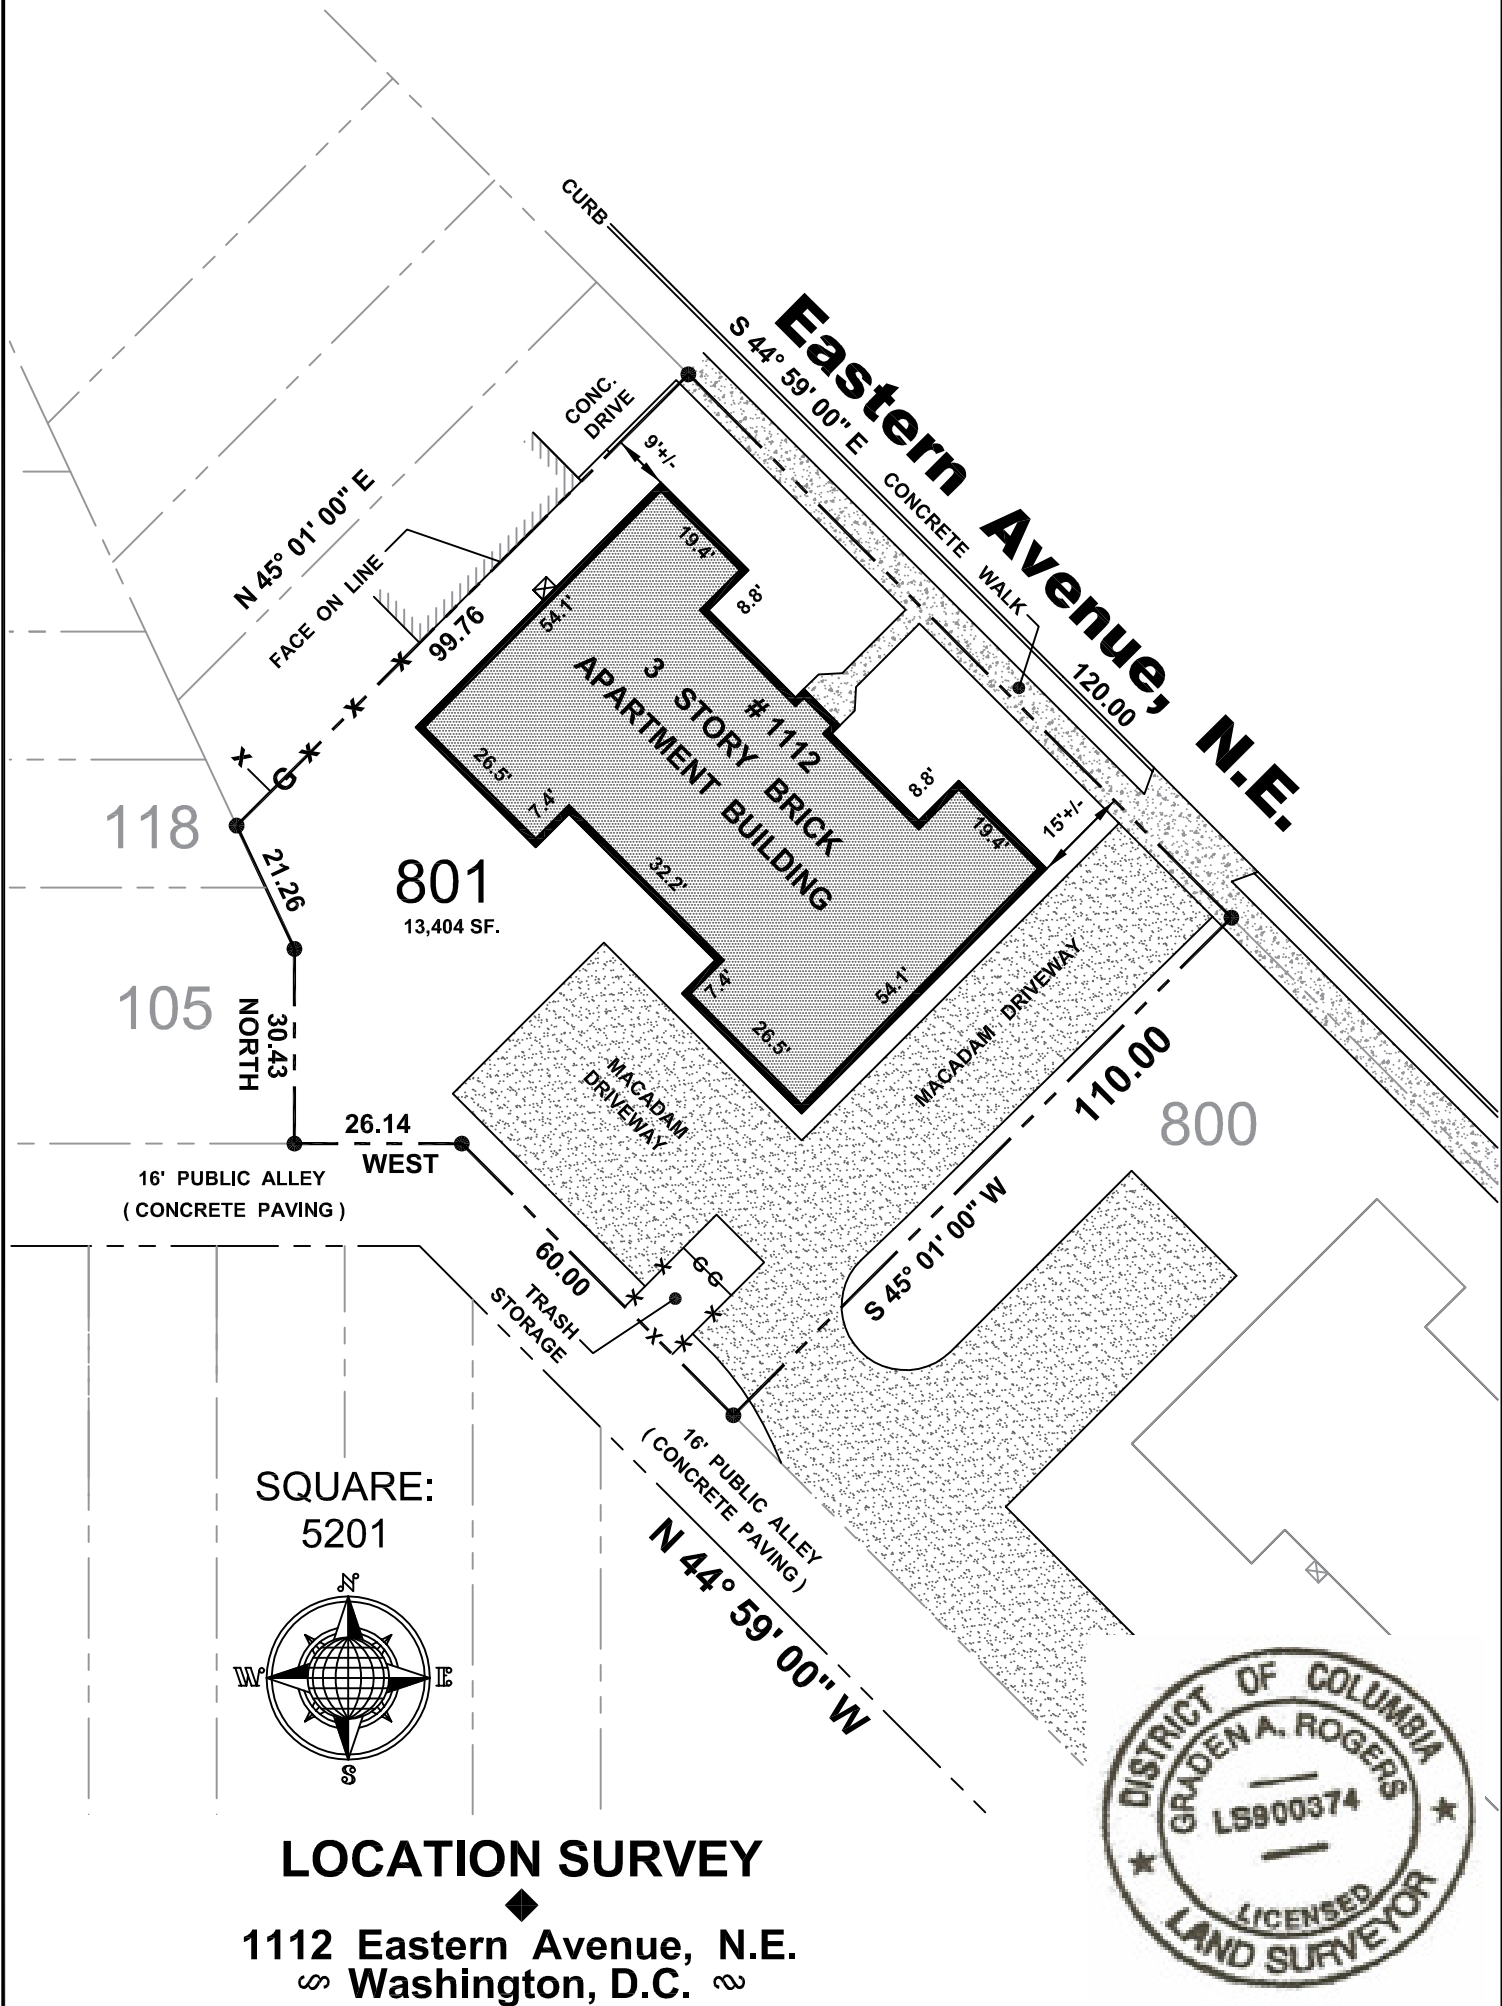 CURB
Eastern Avenue, N.E.
S 44° 59' 00" E
120.00
CONCRETE WALK
CONC.
DRIVE
9'+/-
N 45° 01' 00" E
FACE ON LINE
99.76
19.4'
8.8'
54.1'
# 1112
3 STORY BRICK
APARTMENT BUILDING
26.5'
7.4'
32.2'
8.8'
19.4'
15'+/-
7.4'
26.5'
54.1'
X
G
118
21.26
801
13,404 SF.
105
30.43
NORTH
MACADAM
DRIVEWAY
MACADAM DRIVEWAY
110.00
800
26.14
WEST
16' PUBLIC ALLEY
( CONCRETE PAVING )
60.00
TRASH
STORAGE
G G
X
S 45° 01' 00" W
16' PUBLIC ALLEY
( CONCRETE PAVING )
N 44° 59' 00" W
SQUARE:
5201
N
W
E
S
DISTRICT OF COLUMBIA
GRADEN A. ROGERS
LS900374
LICENSED
LAND SURVEYOR
LOCATION SURVEY
1112 Eastern Avenue, N.E.
Washington, D.C.